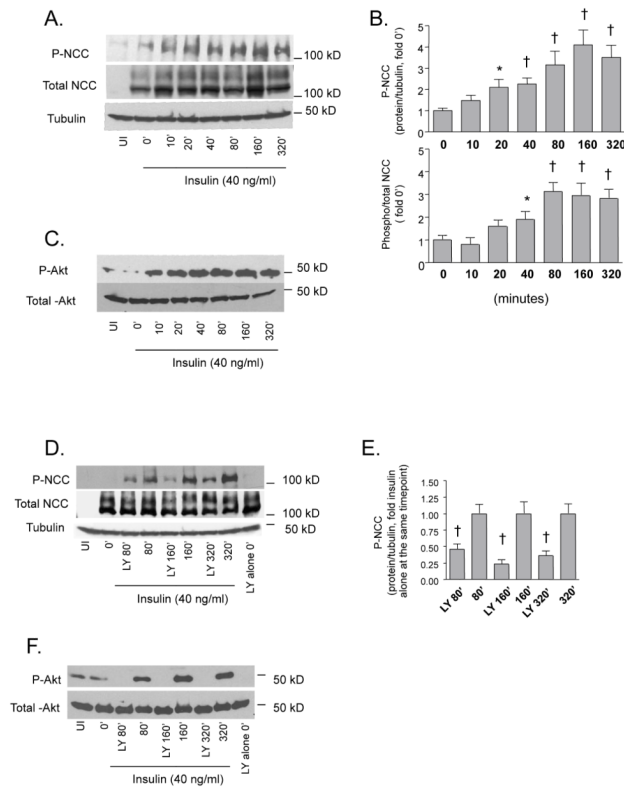 A.
P-NCC
100 kD
Total NCC
100 kD
Tubulin
50 kD
UI 0' 10' 20' 40' 80' 160' 320'
Insulin (40 ng/ml)
B.
P-NCC
(protein/tubulin, fold 0')
5
4
3
2
1
0
* † † † †
0 10 20 40 80 160 320
Phospho/total NCC
( fold 0')
5
4
3
2
1
0
* † † †
0 10 20 40 80 160 320
(minutes)
C.
P-Akt
50 kD
Total -Akt
50 kD
UI 0' 10' 20' 40' 80' 160' 320'
Insulin (40 ng/ml)
D.
P-NCC
100 kD
Total NCC
100 kD
Tubulin
50 kD
UI 0' LY 80' 80' LY 160' 160' LY 320' 320' LY alone 0'
Insulin (40 ng/ml)
E.
P-NCC
(protein/tubulin, fold insulin
alone at the same timepoint)
1.50
1.25
1.00
0.75
0.50
0.25
0.00
† † †
LY 80' 80' LY 160' 160' LY 320' 320'
F.
P-Akt
50 kD
Total -Akt
50 kD
UI 0' LY 80' 80' LY 160' 160' LY 320' 320' LY alone 0'
Insulin (40 ng/ml)